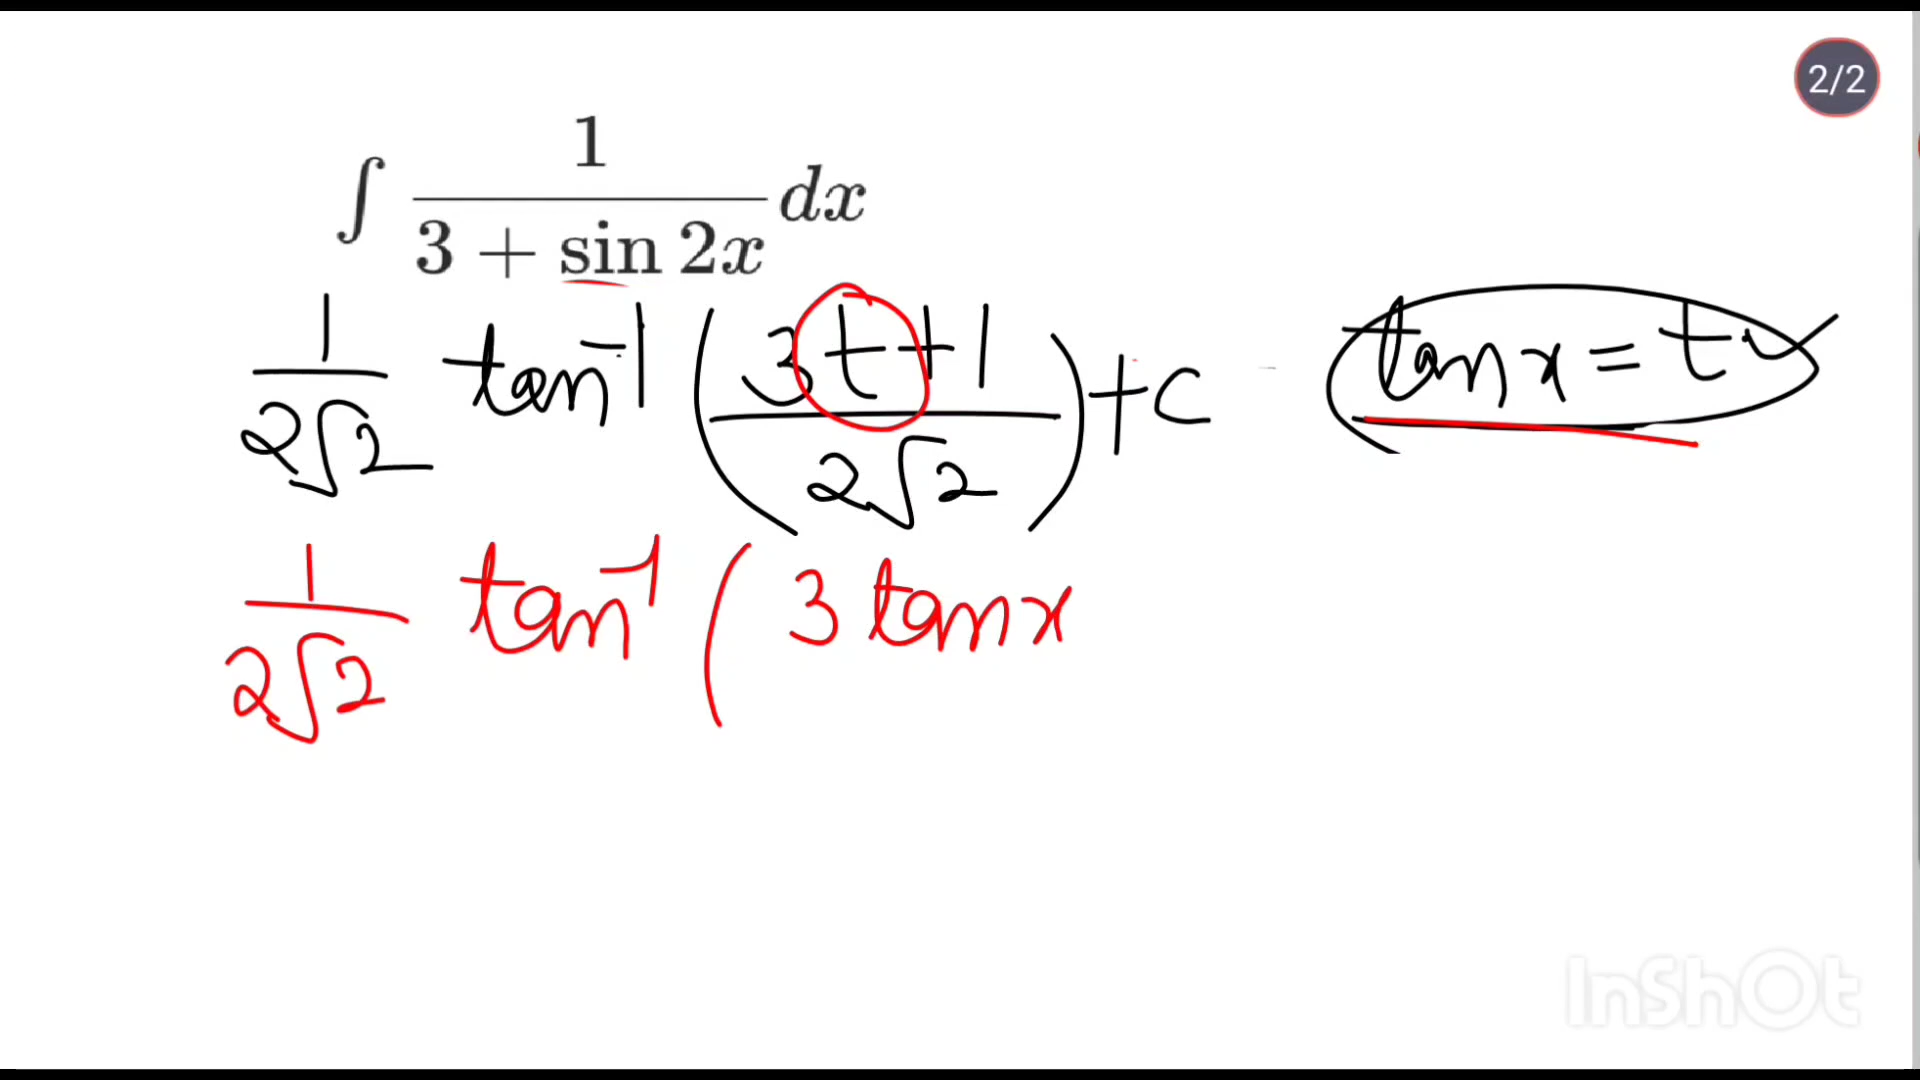 2/2
∫ 1/(3 + sin 2x) dx
1/(2√2) tan⁻¹ ((3t+1)/(2√2)) + c tan x = t
1/(2√2) tan⁻¹ ( 3 tan x
InShOt